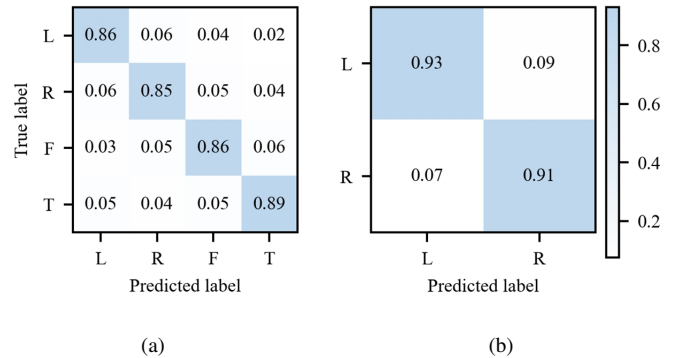 L 0.86 0.06 0.04 0.02
R 0.06 0.85 0.05 0.04
F 0.03 0.05 0.86 0.06
T 0.05 0.04 0.05 0.89
L R F T
True label
Predicted label
(a)
L 0.93 0.09
R 0.07 0.91
L R
Predicted label
0.8
0.6
0.4
0.2
(b)